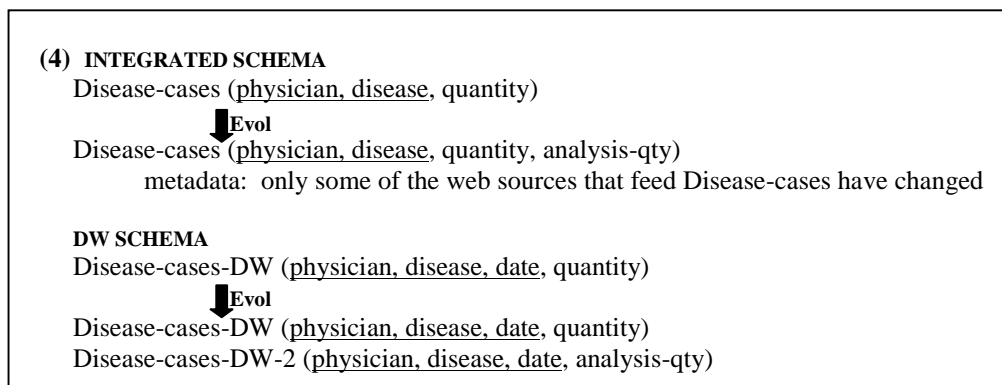 (4) INTEGRATED SCHEMA
Disease-cases (physician, disease, quantity)
Evol
Disease-cases (physician, disease, quantity, analysis-qty)
metadata: only some of the web sources that feed Disease-cases have changed
DW SCHEMA
Disease-cases-DW (physician, disease, date, quantity)
Evol
Disease-cases-DW (physician, disease, date, quantity)
Disease-cases-DW-2 (physician, disease, date, analysis-qty)